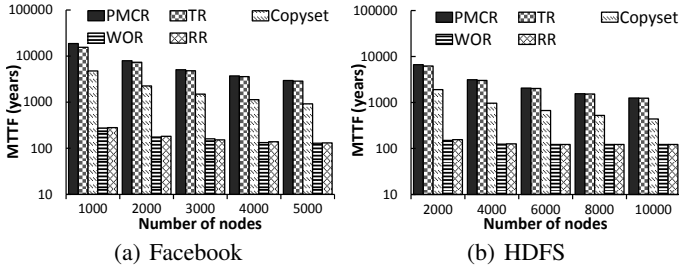 PMCR TR Copyset
WOR RR
100000
10000
1000
100
10
MTTF (years)
1000 2000 3000 4000 5000
Number of nodes
(a) Facebook
PMCR TR Copyset
WOR RR
100000
10000
1000
100
10
MTTF (years)
2000 4000 6000 8000 10000
Number of nodes
(b) HDFS